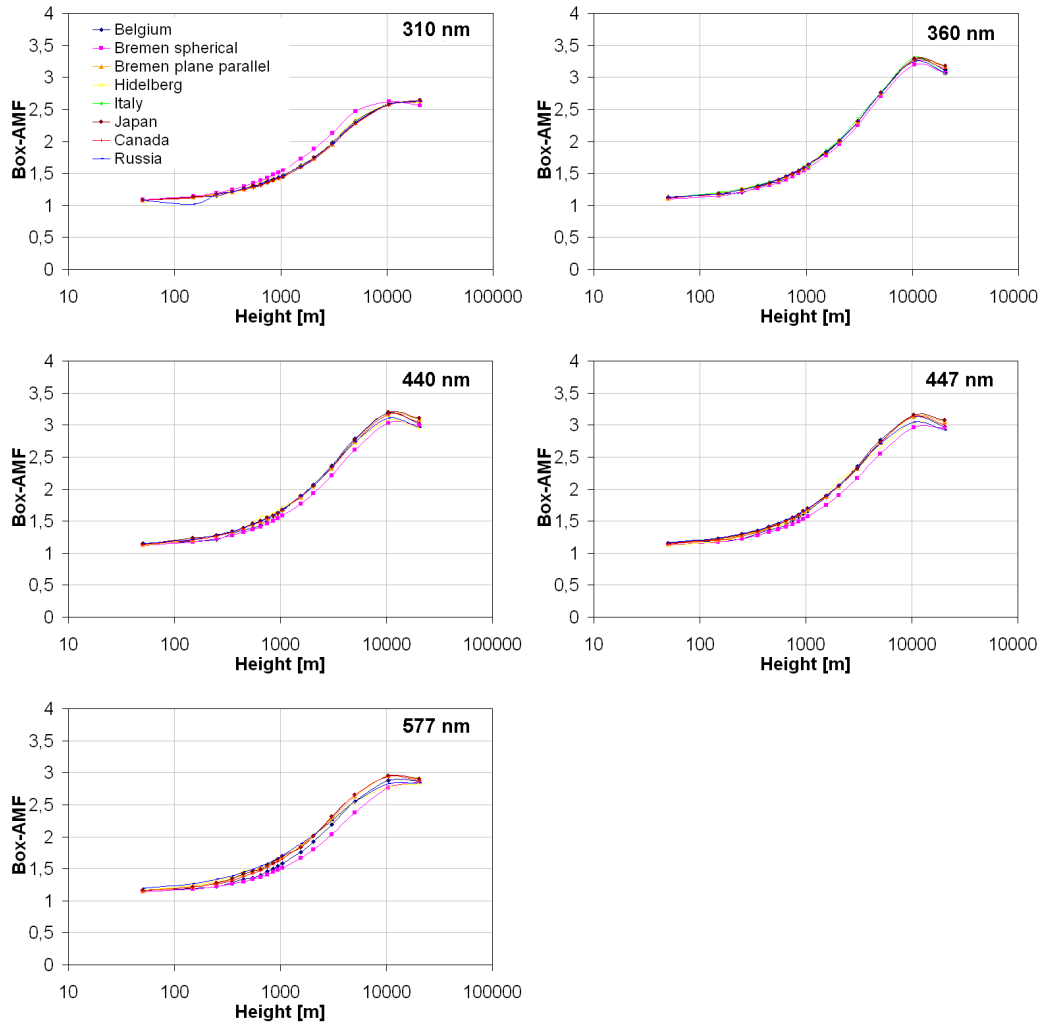 310 nm
Belgium
Bremen spherical
Bremen plane parallel
Hidelberg
Italy
Japan
Canada
Russia
Box-AMF
4
3,5
3
2,5
2
1,5
1
0,5
0
10 100 1000 10000 100000
Height [m]
360 nm
Box-AMF
4
3,5
3
2,5
2
1,5
1
0,5
0
10 100 1000 10000 100000
Height [m]
440 nm
Box-AMF
4
3,5
3
2,5
2
1,5
1
0,5
0
10 100 1000 10000 100000
Height [m]
447 nm
Box-AMF
4
3,5
3
2,5
2
1,5
1
0,5
0
10 100 1000 10000 100000
Height [m]
577 nm
Box-AMF
4
3,5
3
2,5
2
1,5
1
0,5
0
10 100 1000 10000 100000
Height [m]